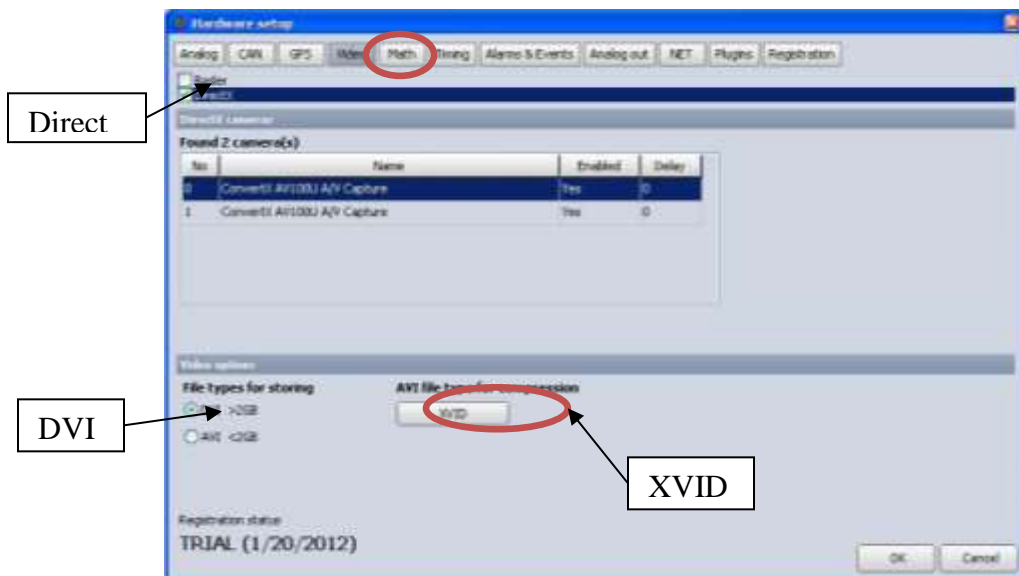 Hardware setup
Analog CAN GPS Video Math Timing Alarms & Events Analog out NET Plugins Registration
Direct
DirectX cameras
Found 2 camera(s)
No Name Enabled Delay
0 ConvertX AV100U A/V Capture Yes 0
1 ConvertX AV100U A/V Capture Yes 0
Video options
File types for storing AVI file type for compression
>2GB XVID
AVI <2GB
DVI
XVID
Registration status
TRIAL (1/20/2012)
OK Cancel